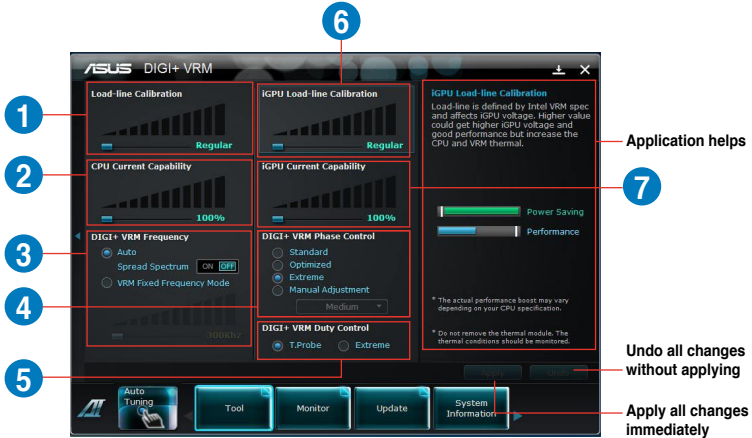 6
ASUS DIGI+ VRM
1
Load-line Calibration
Regular
iGPU Load-line Calibration
Regular
iGPU Load-line Calibration
Load-line is defined by Intel VRM spec
and affects iGPU voltage. Higher value
could get higher iGPU voltage and
good performance but increase the
CPU and VRM thermal.
Application helps
2
CPU Current Capability
100%
iGPU Current Capability
100%
7
Power Saving
Performance
3
DIGI+ VRM Frequency
Auto
Spread Spectrum ON OFF
VRM Fixed Frequency Mode
300Khz
4
DIGI+ VRM Phase Control
Standard
Optimized
Extreme
Manual Adjustment
Medium
* The actual performance boost may vary
depending on your CPU specification.
* Do not remove the thermal module. The
thermal conditions should be monitored.
5
DIGI+ VRM Duty Control
T.Probe Extreme
Apply Undo
Undo all changes
without applying
Auto
Tuning
Tool
Monitor
Update
System
Information
Apply all changes
immediately